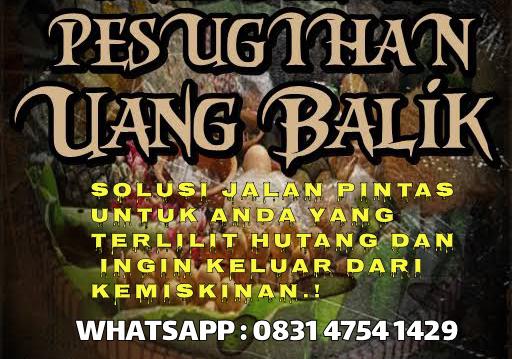 PESUGIHAN
UANG BALIK
SOLUSI JALAN PINTAS
UNTUK ANDA YANG
TERLILIT HUTANG DAN
INGIN KELUAR DARI
KEMISKINAN.!
WHATSAPP : 0831 4754 1429